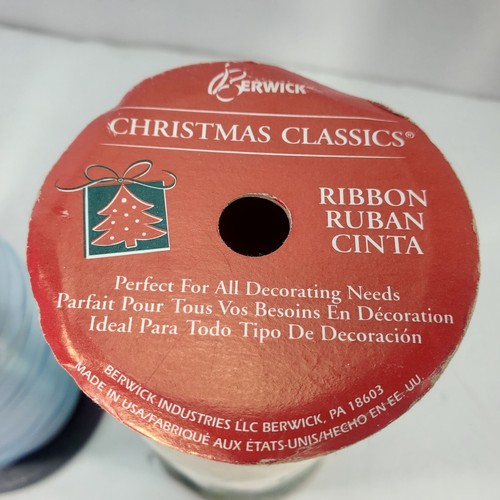 BERWICK
CHRISTMAS CLASSICS®
RIBBON
RUBAN
CINTA
Perfect For All Decorating Needs
Parfait Pour Tous Vos Besoins En Décoration
Ideal Para Todo Tipo De Decoración
BERWICK INDUSTRIES LLC BERWICK, PA 18603
MADE IN USA/FABRIQUÉ AUX ÉTATS-UNIS/HECHO EN EE. UU.